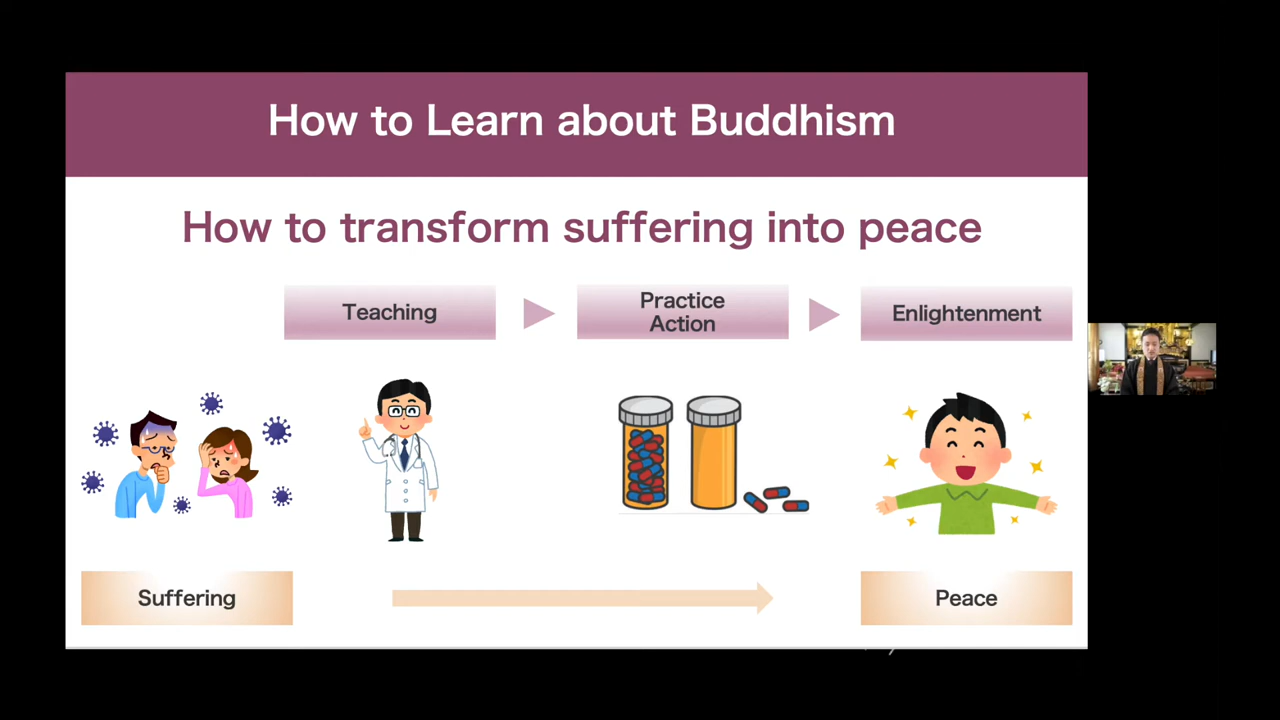 How to Learn about Buddhism
How to transform suffering into peace
Teaching
Practice
Action
Enlightenment
Suffering
Peace